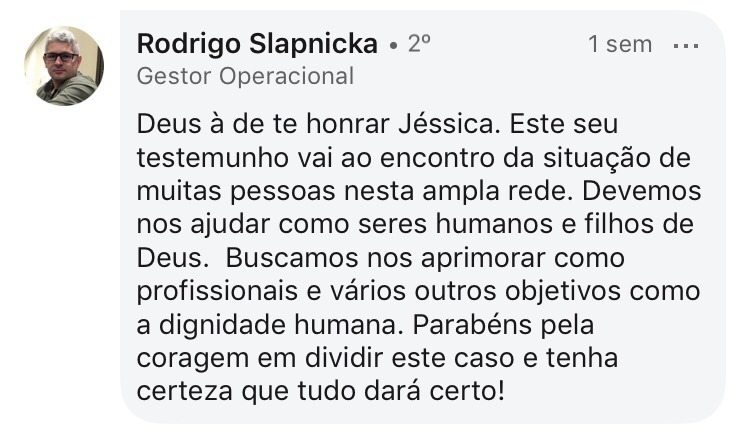 Rodrigo Slapnicka • 2º 1 sem ...
Gestor Operacional
Deus à de te honrar Jéssica. Este seu
testemunho vai ao encontro da situação de
muitas pessoas nesta ampla rede. Devemos
nos ajudar como seres humanos e filhos de
Deus.  Buscamos nos aprimorar como
profissionais e vários outros objetivos como
a dignidade humana. Parabéns pela
coragem em dividir este caso e tenha
certeza que tudo dará certo!